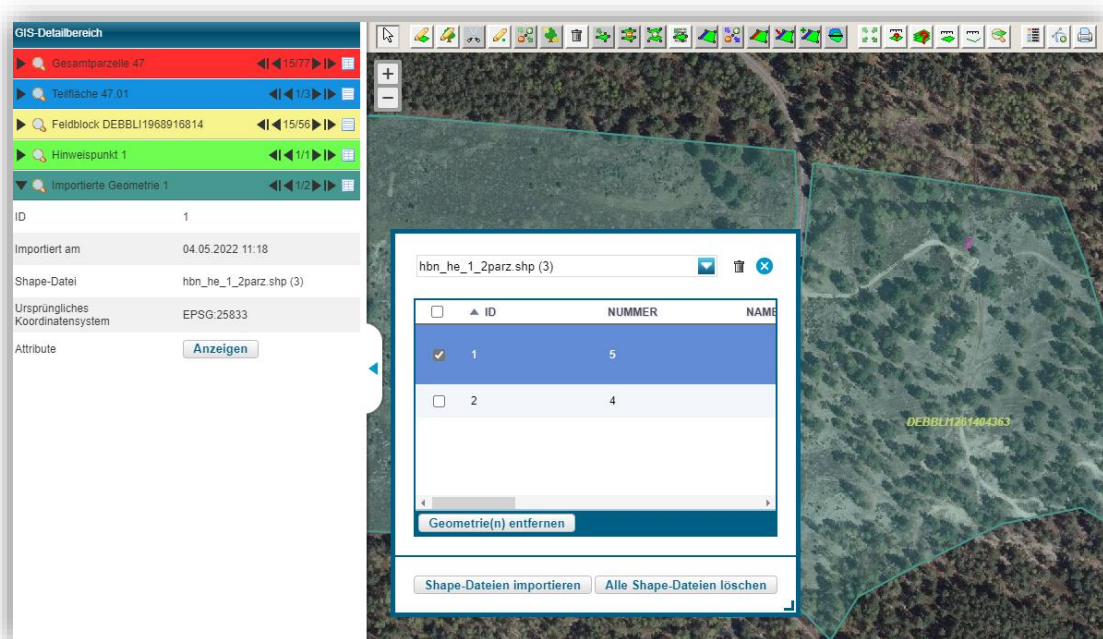 GIS-Detailbereich
Gesamtparzelle 47 15/77
Teilfläche 47.01 1/3
Feldblock DEBBLI1968916814 15/56
Hinweispunkt 1 1/1
Importierte Geometrie 1 1/2
ID 1
Importiert am 04.05.2022 11:18
Shape-Datei hbn_he_1_2parz.shp (3)
Ursprüngliches
Koordinatensystem EPSG:25833
Attribute Anzeigen
+
−
hbn_he_1_2parz.shp (3)
ID NUMMER NAME
1 5
2 4
Geometrie(n) entfernen
Shape-Dateien importieren Alle Shape-Dateien löschen
DEBBLI1261404363